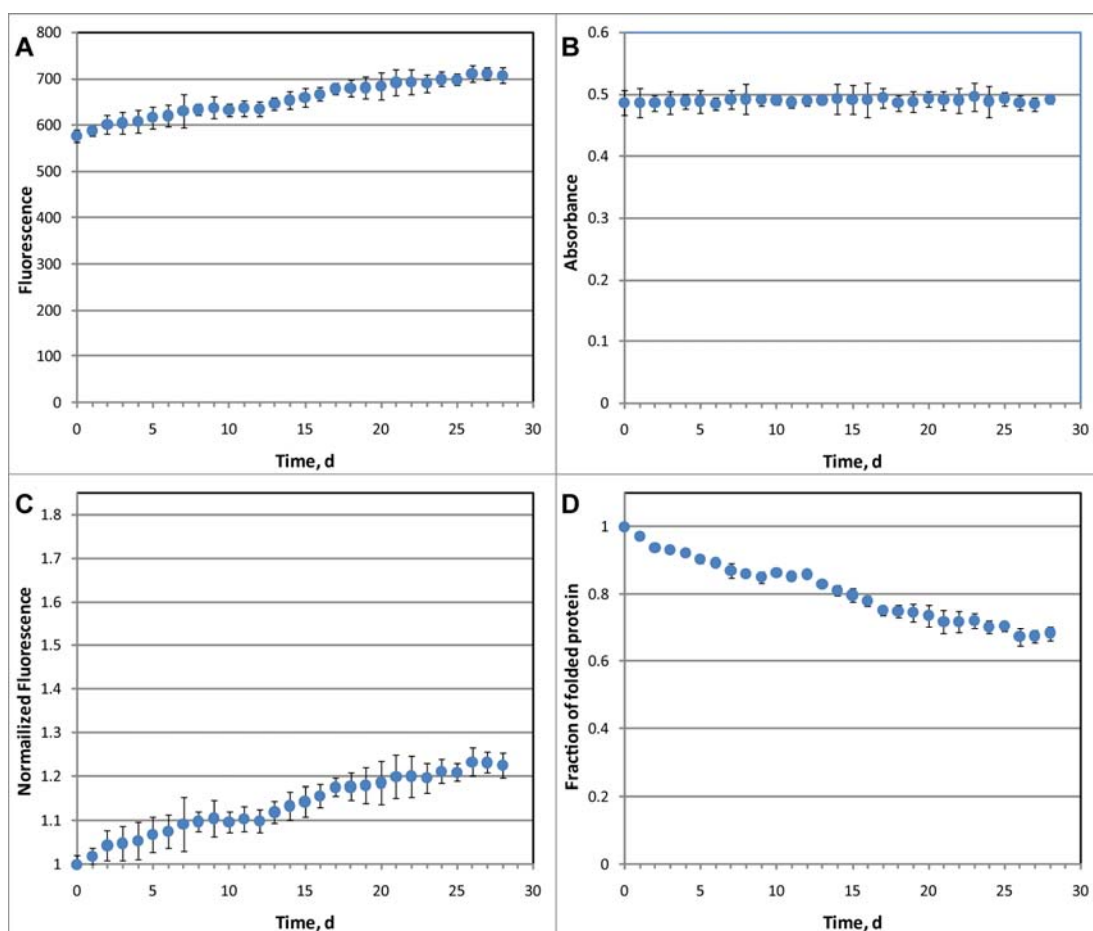 A
800
700
600
500
400
300
200
100
0
Fluorescence
0 5 10 15 20 25 30
Time, d
B
0.6
0.5
0.4
0.3
0.2
0.1
0
Absorbance
0 5 10 15 20 25 30
Time, d
C
1.8
1.7
1.6
1.5
1.4
1.3
1.2
1.1
1
Normailized Fluorescence
0 5 10 15 20 25 30
Time, d
D
1
0.8
0.6
0.4
0.2
0
Fraction of folded protein
0 5 10 15 20 25 30
Time, d